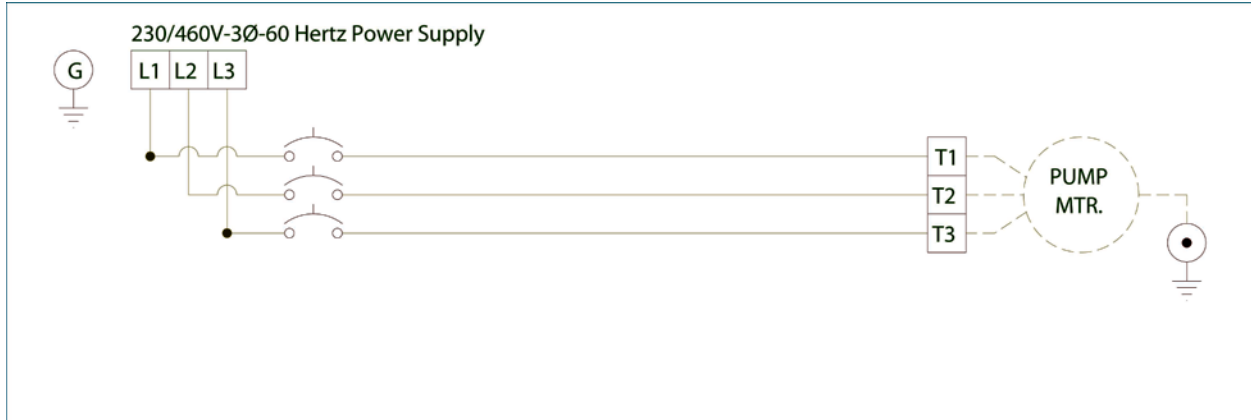 230/460V-3Ø-60 Hertz Power Supply
G
L1 L2 L3
T1
T2
T3
PUMP
MTR.